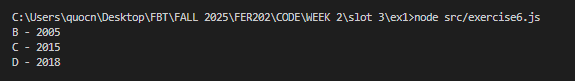 C:\Users\quocn\Desktop\FBT\FALL 2025\FER202\CODE\WEEK 2\slot 3\ex1>node src/exercise6.js
B - 2005
C - 2015
D - 2018